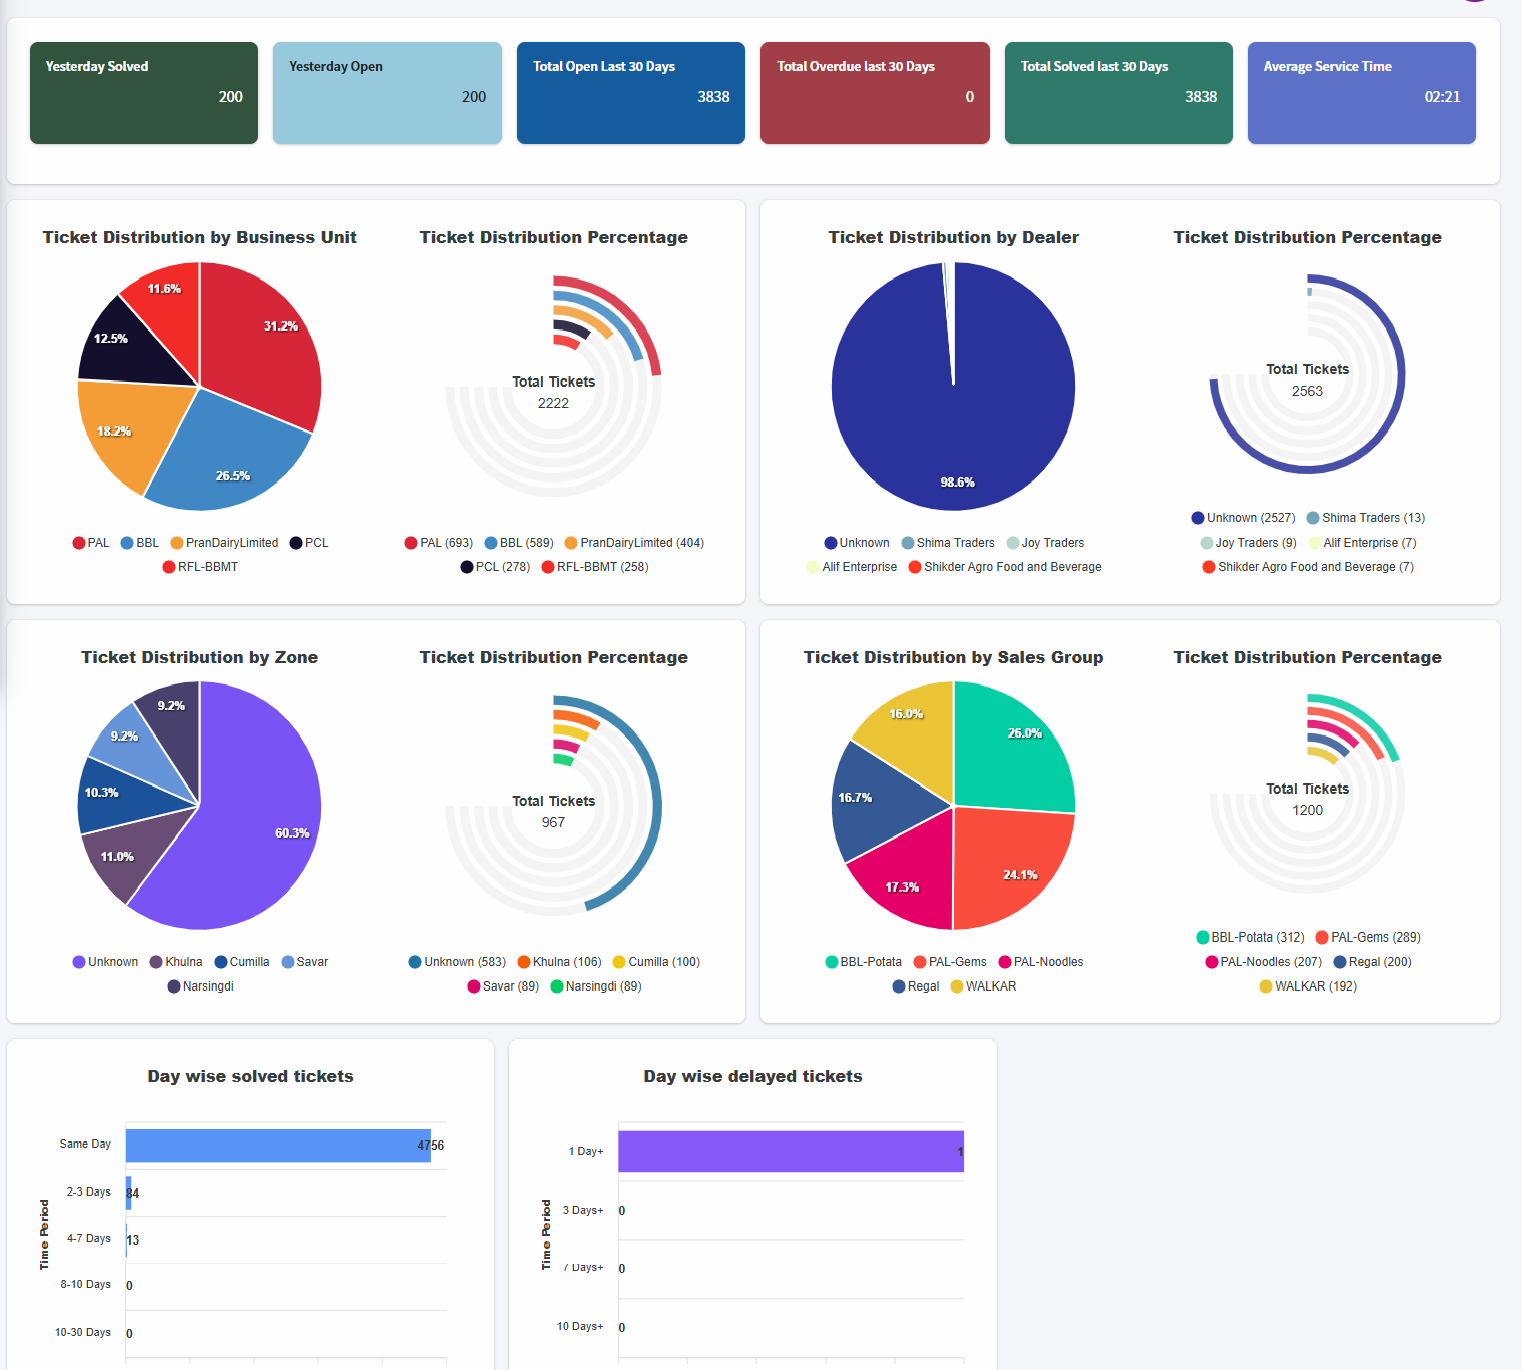 Yesterday Solved
200
Yesterday Open
200
Total Open Last 30 Days
3838
Total Overdue last 30 Days
0
Total Solved last 30 Days
3838
Average Service Time
02:21
Ticket Distribution by Business Unit
31.2%
26.5%
18.2%
12.5%
11.6%
PAL BBL PranDairyLimited PCL
RFL-BBMT
Ticket Distribution Percentage
Total Tickets
2222
PAL (693) BBL (589) PranDairyLimited (404)
PCL (278) RFL-BBMT (258)
Ticket Distribution by Dealer
98.6%
Unknown Shima Traders Joy Traders
Alif Enterprise Shikder Agro Food and Beverage
Ticket Distribution Percentage
Total Tickets
2563
Unknown (2527) Shima Traders (13)
Joy Traders (9) Alif Enterprise (7)
Shikder Agro Food and Beverage (7)
Ticket Distribution by Zone
60.3%
11.0%
10.3%
9.2%
9.2%
Unknown Khulna Cumilla Savar
Narsingdi
Ticket Distribution Percentage
Total Tickets
967
Unknown (583) Khulna (106) Cumilla (100)
Savar (89) Narsingdi (89)
Ticket Distribution by Sales Group
26.0%
24.1%
17.3%
16.7%
16.0%
BBL-Potata PAL-Gems PAL-Noodles
Regal WALKAR
Ticket Distribution Percentage
Total Tickets
1200
BBL-Potata (312) PAL-Gems (289)
PAL-Noodles (207) Regal (200)
WALKAR (192)
Day wise solved tickets
Time Period
Same Day 4756
2-3 Days 84
4-7 Days 13
8-10 Days 0
10-30 Days 0
Day wise delayed tickets
Time Period
1 Day+ 1
3 Days+ 0
7 Days+ 0
10 Days+ 0